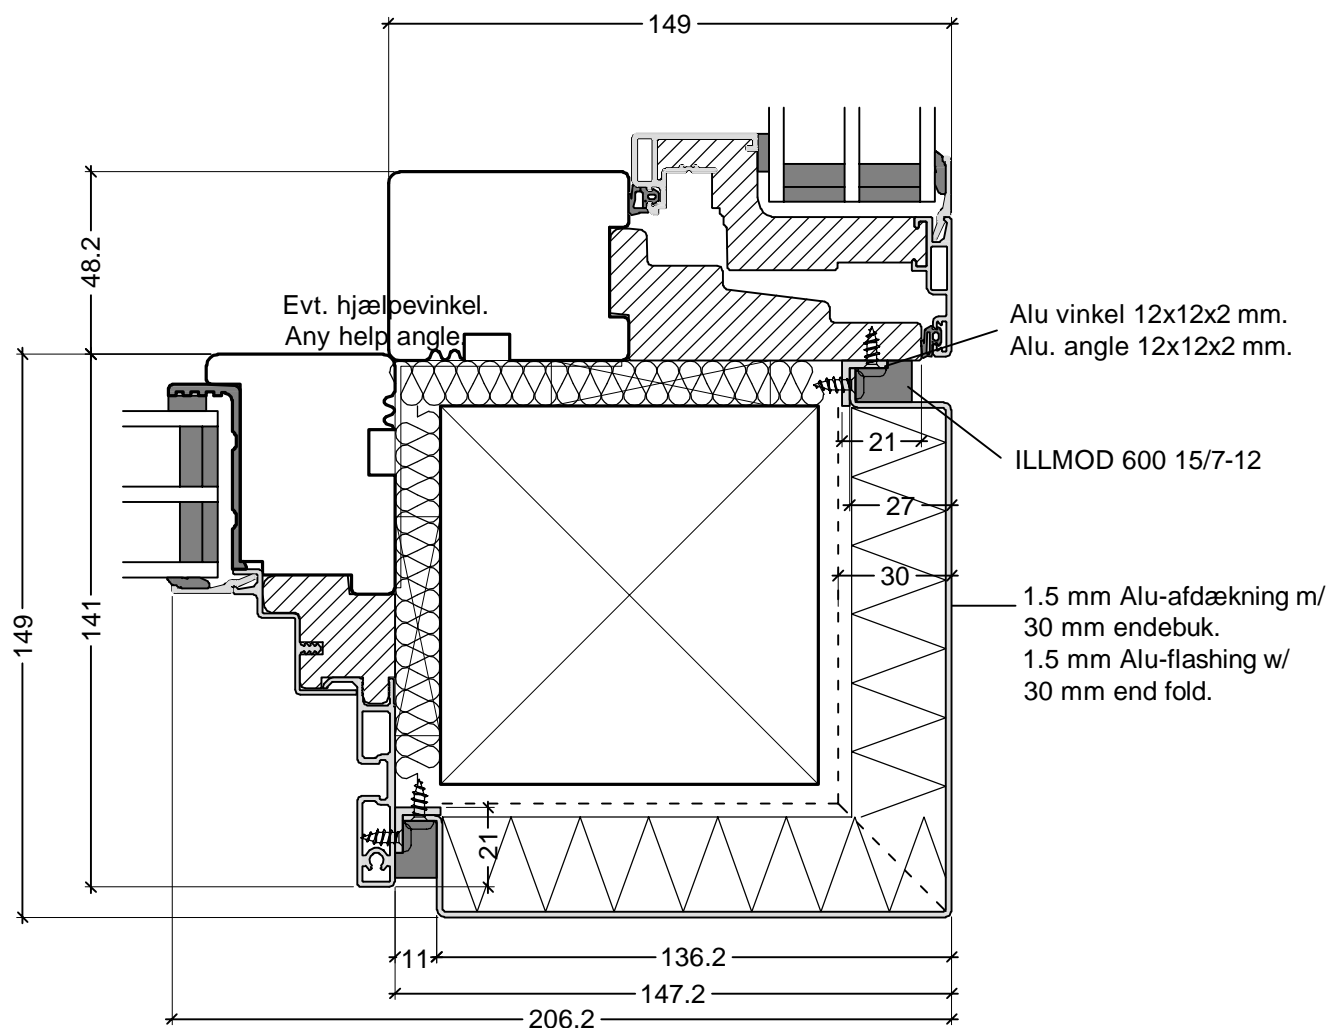 149
48.2
Evt. hjælpevinkel.
Any help angle.
Alu vinkel 12x12x2 mm.
Alu. angle 12x12x2 mm.
21
ILLMOD 600 15/7-12
27
30
1.5 mm Alu-afdækning m/
30 mm endebuk.
1.5 mm Alu-flashing w/
30 mm end fold.
149
141
21
11
136.2
147.2
206.2